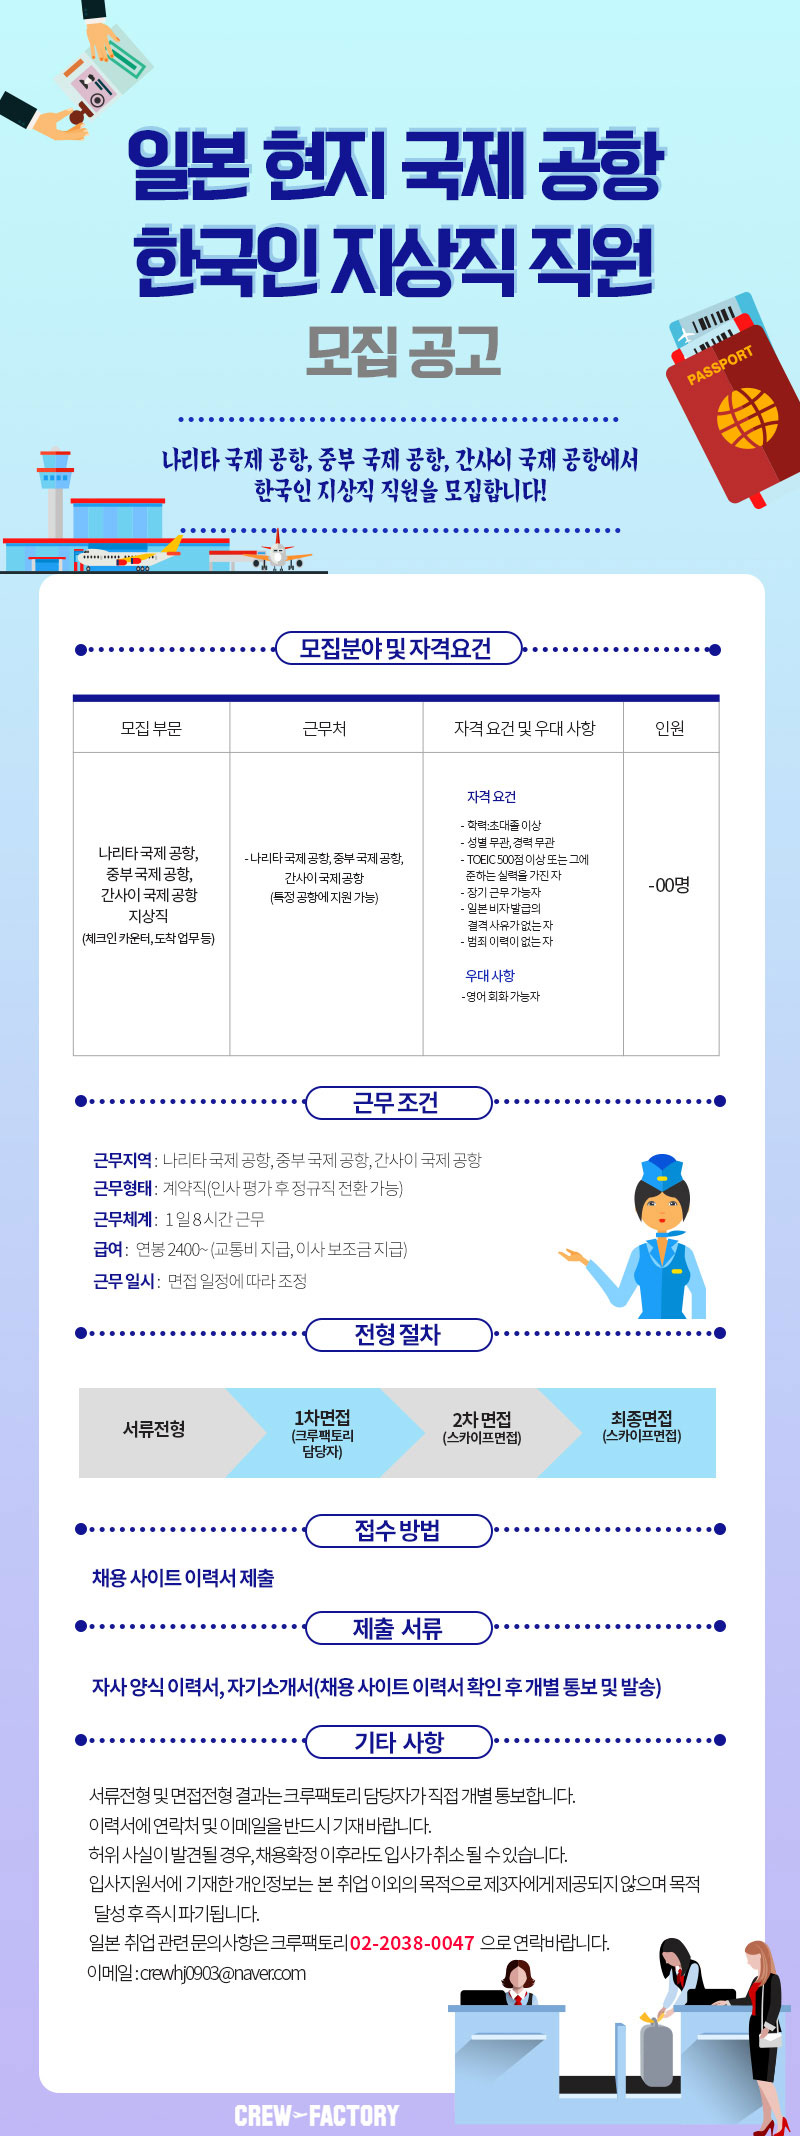 일본 현지 국제 공항
한국인 지상직 직원
모집 공고
PASSPORT
나리타 국제 공항, 중부 국제 공항, 간사이 국제 공항에서
한국인 지상직 직원을 모집합니다!
모집분야 및 자격요건
모집 부문
근무처
자격 요건 및 우대 사항
인원
나리타 국제 공항,
중부 국제 공항,
간사이 국제 공항
지상직
(체크인 카운터, 도착 업무 등)
- 나리타 국제 공항, 중부 국제 공항,
간사이 국제 공항
(특정 공항에 지원 가능)
자격 요건
- 학력:초대졸 이상
- 성별 무관, 경력 무관
- TOEIC 500점 이상 또는 그에
준하는 실력을 가진 자
- 장기 근무 가능자
- 일본 비자 발급의
결격 사유가 없는 자
- 범죄 이력이 없는 자
우대 사항
- 영어 회화 가능자
-00명
근무 조건
근무지역 : 나리타 국제 공항, 중부 국제 공항, 간사이 국제 공항
근무형태 : 계약직(인사 평가 후 정규직 전환 가능)
근무체계 : 1 일 8 시간 근무
급여 : 연봉 2400~ (교통비 지급, 이사 보조금 지급)
근무 일시 : 면접 일정에 따라 조정
전형 절차
서류전형
1차면접
(크루팩토리
담당자)
2차 면접
(스카이프면접)
최종면접
(스카이프면접)
접수 방법
채용 사이트 이력서 제출
제출 서류
자사 양식 이력서, 자기소개서(채용 사이트 이력서 확인 후 개별 통보 및 발송)
기타 사항
서류전형 및 면접전형 결과는 크루팩토리 담당자가 직접 개별 통보합니다.
이력서에 연락처 및 이메일을 반드시 기재 바랍니다.
허위 사실이 발견될 경우, 채용확정 이후라도 입사가 취소 될 수 있습니다.
입사지원서에 기재한 개인정보는 본 취업 이외의 목적으로 제3자에게 제공되지 않으며 목적
달성 후 즉시 파기됩니다.
일본 취업 관련 문의사항은 크루팩토리 02-2038-0047 으로 연락바랍니다.
이메일 : crewhj0903@naver.com
CREW FACTORY